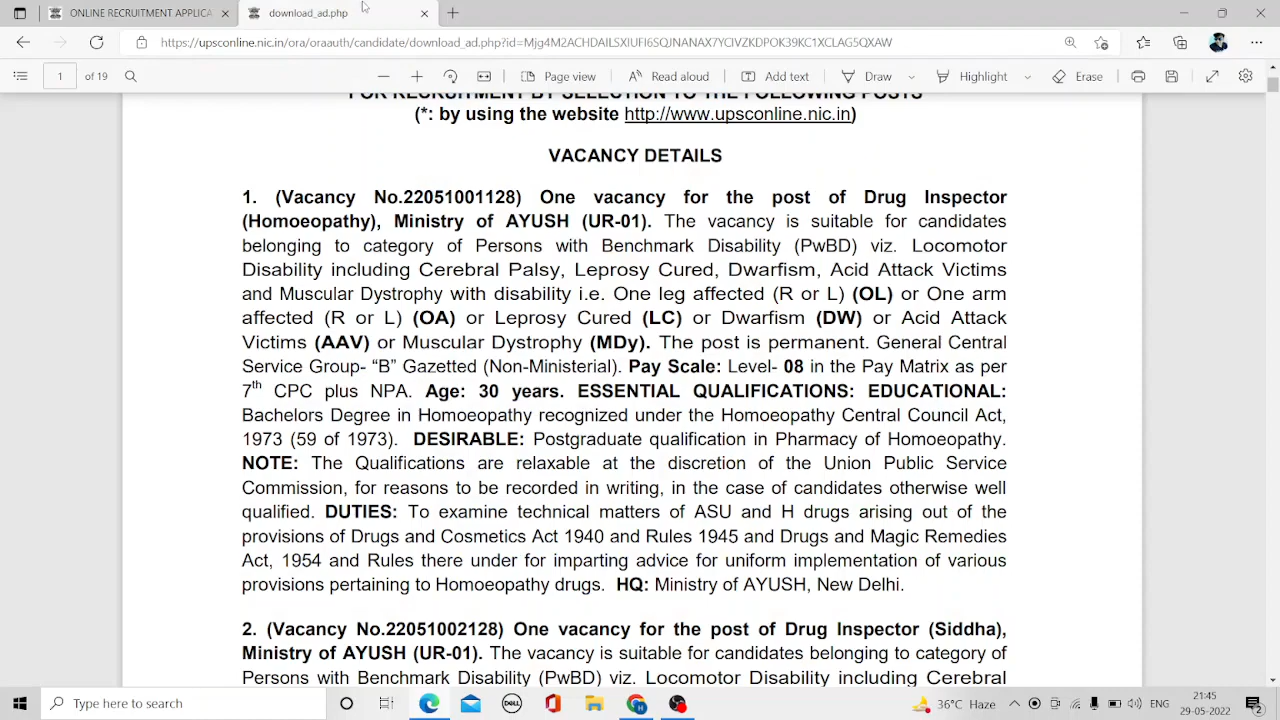 ONLINE RECRUITMENT APPLICA
download_ad.php
https://upsconline.nic.in/ora/oraauth/candidate/download_ad.php?id=Mjg4M2ACHDAILSXIUFI6SQJNANAX7YCIVZKDPOK39KC1XCLAG5QXAW
1 of 19
Page view
Read aloud
Add text
Draw
Highlight
Erase
FOR RECRUITMENT BY SELECTION TO THE FOLLOWING POSTS
(*: by using the website http://www.upsconline.nic.in)
VACANCY DETAILS
1. (Vacancy No.22051001128) One vacancy for the post of Drug Inspector
(Homoeopathy), Ministry of AYUSH (UR-01). The vacancy is suitable for candidates
belonging to category of Persons with Benchmark Disability (PwBD) viz. Locomotor
Disability including Cerebral Palsy, Leprosy Cured, Dwarfism, Acid Attack Victims
and Muscular Dystrophy with disability i.e. One leg affected (R or L) (OL) or One arm
affected (R or L) (OA) or Leprosy Cured (LC) or Dwarfism (DW) or Acid Attack
Victims (AAV) or Muscular Dystrophy (MDy). The post is permanent. General Central
Service Group- “B” Gazetted (Non-Ministerial). Pay Scale: Level- 08 in the Pay Matrix as per
7th CPC plus NPA. Age: 30 years. ESSENTIAL QUALIFICATIONS: EDUCATIONAL:
Bachelors Degree in Homoeopathy recognized under the Homoeopathy Central Council Act,
1973 (59 of 1973). DESIRABLE: Postgraduate qualification in Pharmacy of Homoeopathy.
NOTE: The Qualifications are relaxable at the discretion of the Union Public Service
Commission, for reasons to be recorded in writing, in the case of candidates otherwise well
qualified. DUTIES: To examine technical matters of ASU and H drugs arising out of the
provisions of Drugs and Cosmetics Act 1940 and Rules 1945 and Drugs and Magic Remedies
Act, 1954 and Rules there under for imparting advice for uniform implementation of various
provisions pertaining to Homoeopathy drugs. HQ: Ministry of AYUSH, New Delhi.
2. (Vacancy No.22051002128) One vacancy for the post of Drug Inspector (Siddha),
Ministry of AYUSH (UR-01). The vacancy is suitable for candidates belonging to category of
Persons with Benchmark Disability (PwBD) viz. Locomotor Disability including Cerebral
Type here to search
DELL
36°C Haze
ENG
21:45
29-05-2022
2